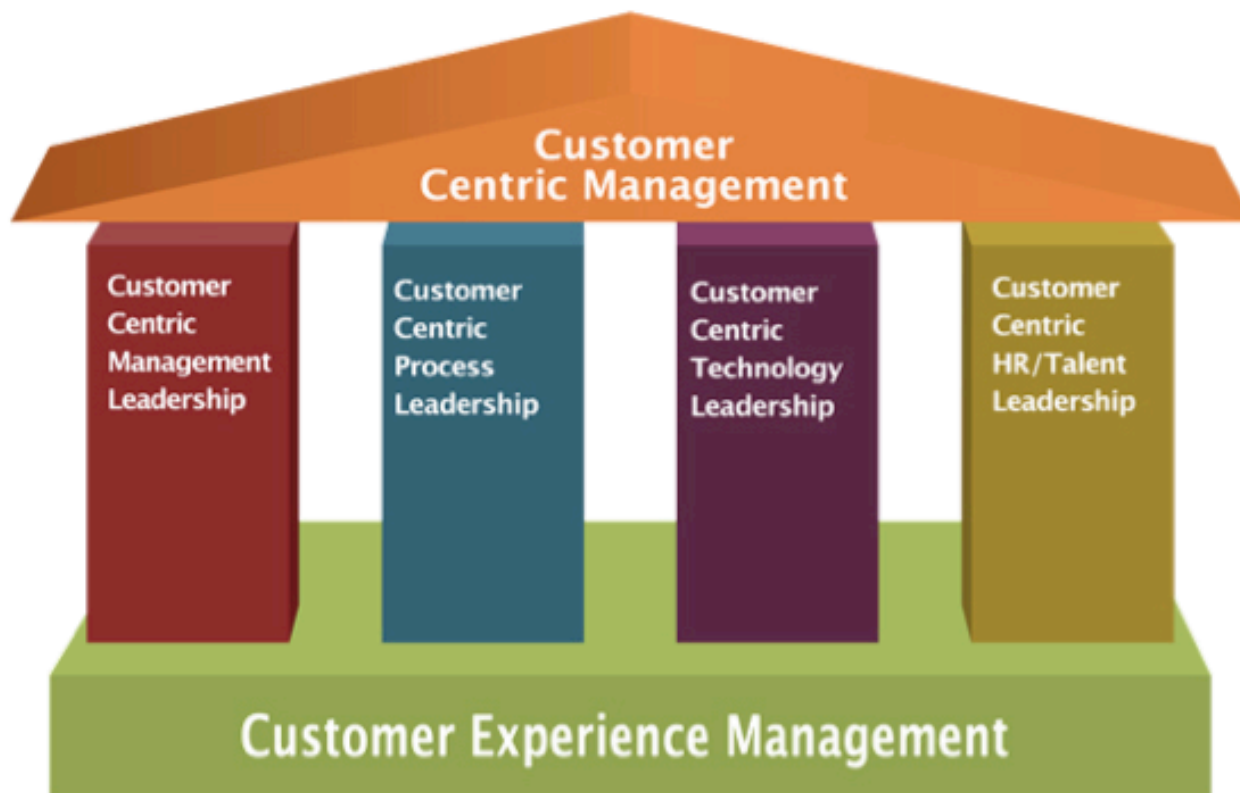 Customer
Centric Management
Customer
Centric
Management
Leadership
Customer
Centric
Process
Leadership
Customer
Centric
Technology
Leadership
Customer
Centric
HR/Talent
Leadership
Customer Experience Management